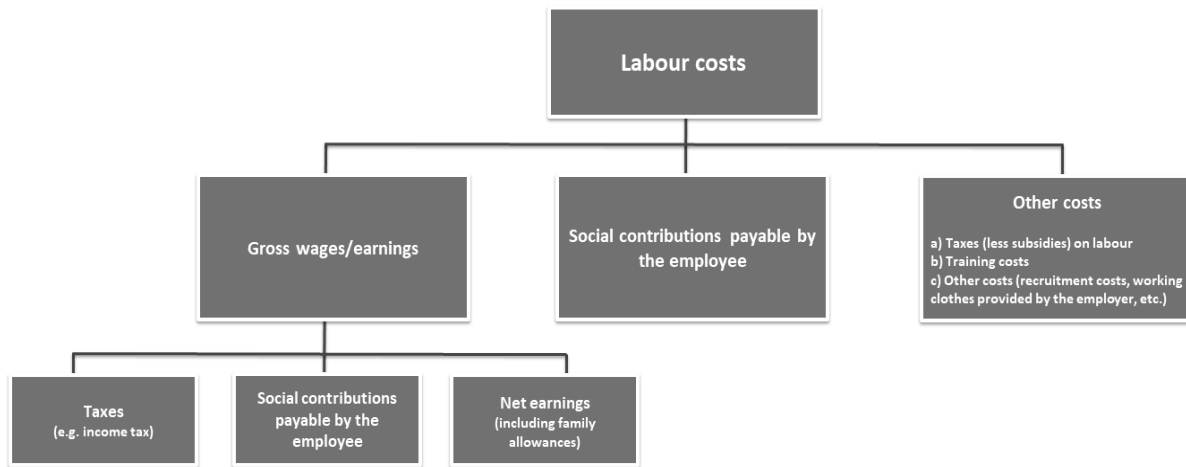 Labour costs
Gross wages/earnings
Social contributions payable by
the employee
Other costs
a) Taxes (less subsidies) on labour
b) Training costs
c) Other costs (recruitment costs, working
clothes provided by the employer, etc.)
Taxes
(e.g. income tax)
Social contributions
payable by the
employee
Net earnings
(including family
allowances)